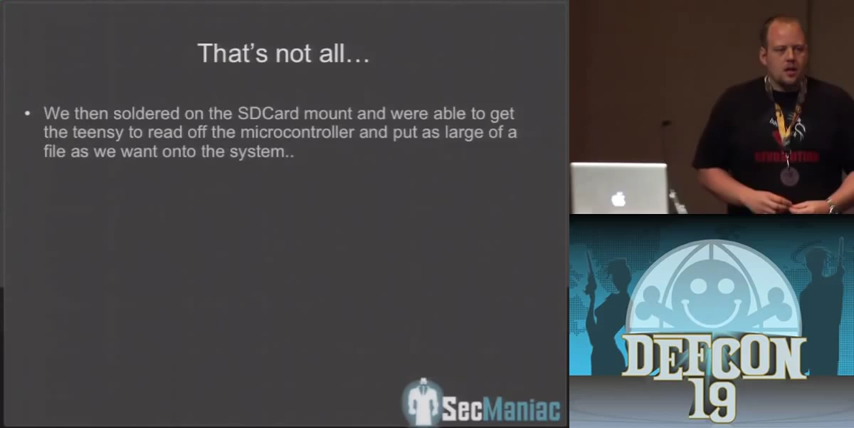 That's not all…
• We then soldered on the SDCard mount and were able to get
the teensy to read off the microcontroller and put as large of a
file as we want onto the system..
SecManiac
DEFCON
19